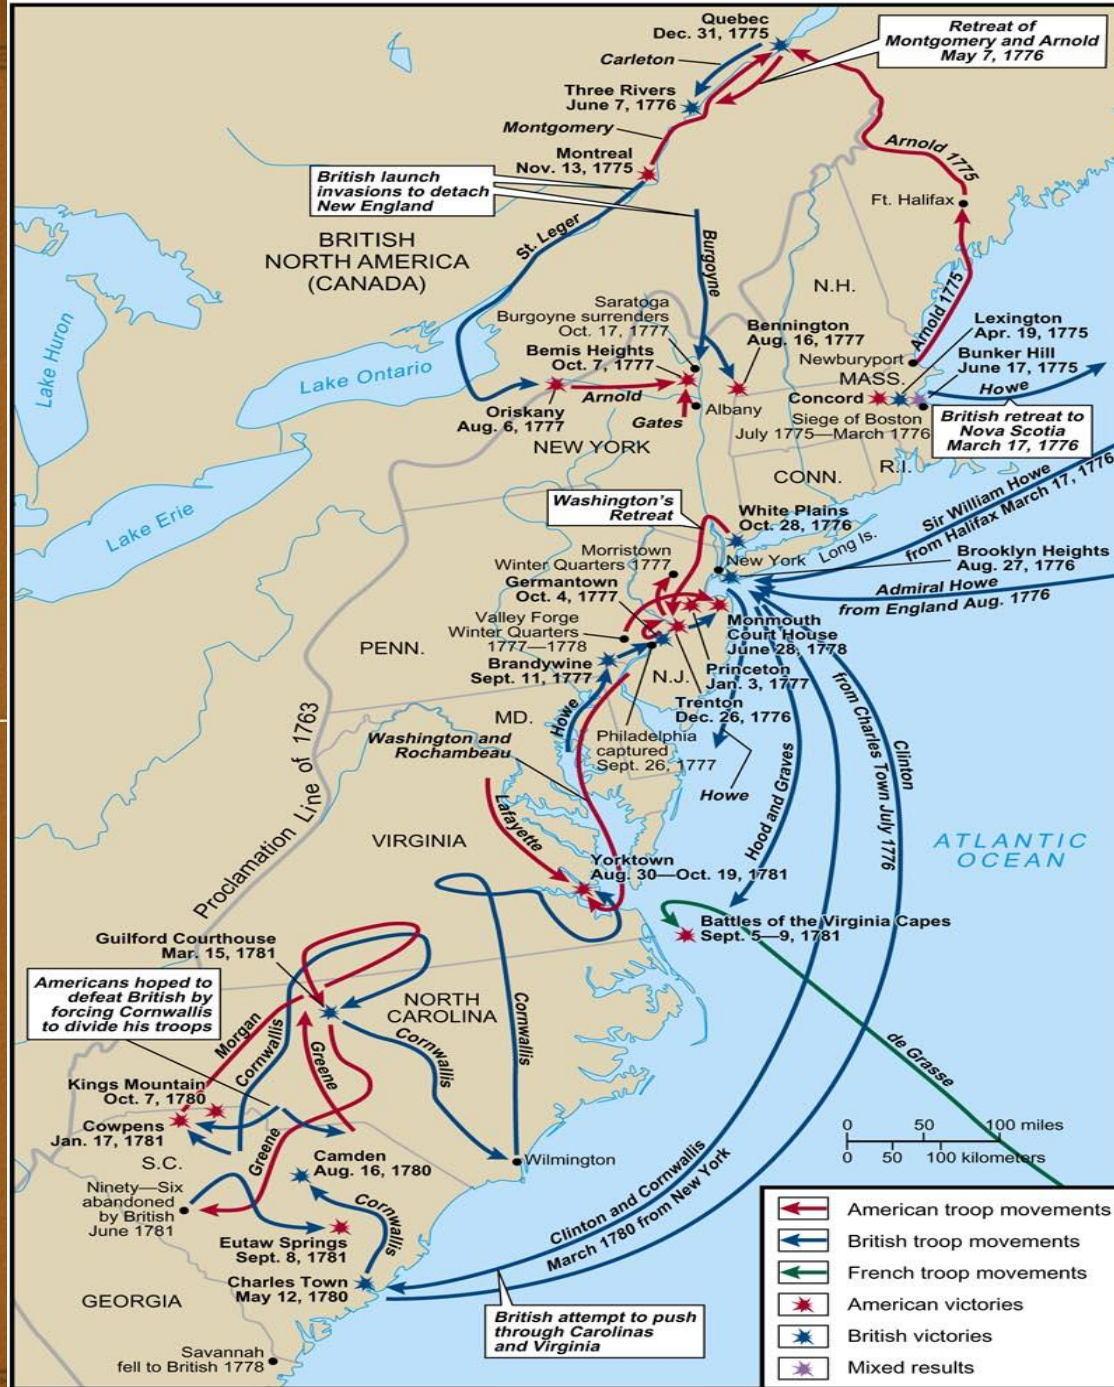 Quebec
Dec. 31, 1775
Retreat of
Montgomery and Arnold
May 7, 1776
Carleton
Three Rivers
June 7, 1776
Montgomery
Montreal
Nov. 13, 1775
Arnold 1775
British launch
invasions to detach
New England
Ft. Halifax
St. Leger
Burgoyne
BRITISH
NORTH AMERICA
(CANADA)
N.H.
Arnold 1775
Lake Huron
Saratoga
Burgoyne surrenders
Oct. 17, 1777
Bennington
Aug. 16, 1777
Lexington
Apr. 19, 1775
Bemis Heights
Oct. 7, 1777
Newburyport
Bunker Hill
June 17, 1775
Lake Ontario
MASS.
Howe
Concord
Arnold
Oriskany
Aug. 6, 1777
Gates
Albany
Siege of Boston
July 1775—March 1776
British retreat to
Nova Scotia
March 17, 1776
NEW YORK
CONN.
R.I.
Lake Erie
Washington's
Retreat
White Plains
Oct. 28, 1776
Sir William Howe
from Halifax March 17, 1776
Long Is.
New York
Morristown
Winter Quarters 1777
Brooklyn Heights
Aug. 27, 1776
Germantown
Oct. 4, 1777
Admiral Howe
from England Aug. 1776
Valley Forge
Winter Quarters
1777—1778
Monmouth
Court House
June 28, 1778
PENN.
Brandywine
Sept. 11, 1777
N.J.
Princeton
Jan. 3, 1777
Trenton
Dec. 26, 1776
MD.
Howe
Philadelphia
captured
Sept. 26, 1777
Washington and
Rochambeau
Howe
Hood and Graves
Clinton
from Charles Town July 1776
Proclamation Line of 1763
Lafayette
VIRGINIA
ATLANTIC
OCEAN
Yorktown
Aug. 30—Oct. 19, 1781
Battles of the Virginia Capes
Sept. 5—9, 1781
Guilford Courthouse
Mar. 15, 1781
Americans hoped to
defeat British by
forcing Cornwallis
to divide his troops
NORTH
CAROLINA
Cornwallis
Morgan
Cornwallis
Greene
Cornwallis
de Grasse
Kings Mountain
Oct. 7, 1780
Cowpens
Jan. 17, 1781
Greene
S.C.
Camden
Aug. 16, 1780
Wilmington
0 50 100 miles
0 50 100 kilometers
Ninety—Six
abandoned
by British
June 1781
Cornwallis
Eutaw Springs
Sept. 8, 1781
Clinton and Cornwallis
March 1780 from New York
Charles Town
May 12, 1780
GEORGIA
British attempt to push
through Carolinas
and Virginia
Savannah
fell to British 1778
American troop movements
British troop movements
French troop movements
American victories
British victories
Mixed results